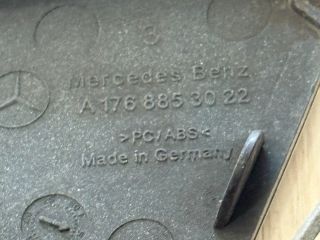 3
Mercedes Benz
A 176 885 30 22
>PC/ABS<
Made in Germany